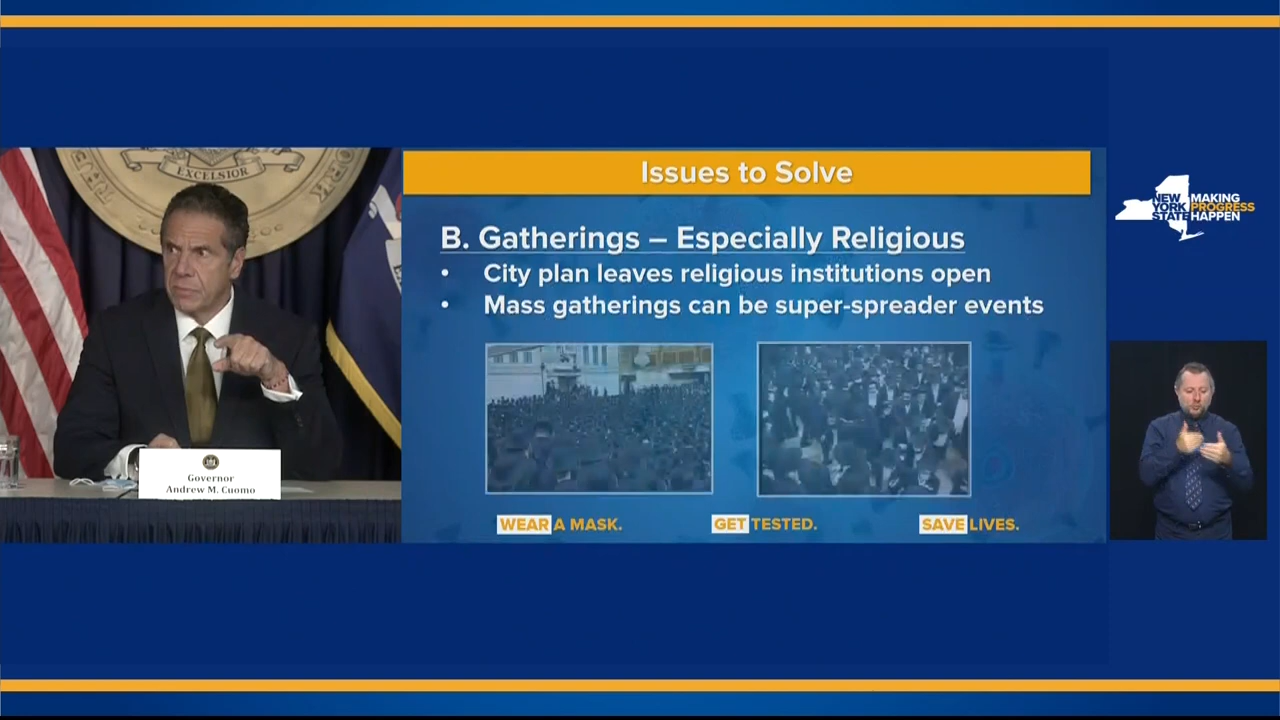 EXCELSIOR
Governor
Andrew M. Cuomo
Issues to Solve
B. Gatherings – Especially Religious
• City plan leaves religious institutions open
• Mass gatherings can be super-spreader events
WEAR A MASK.
GET TESTED.
SAVE LIVES.
NEW
YORK
STATE
MAKING
PROGRESS
HAPPEN